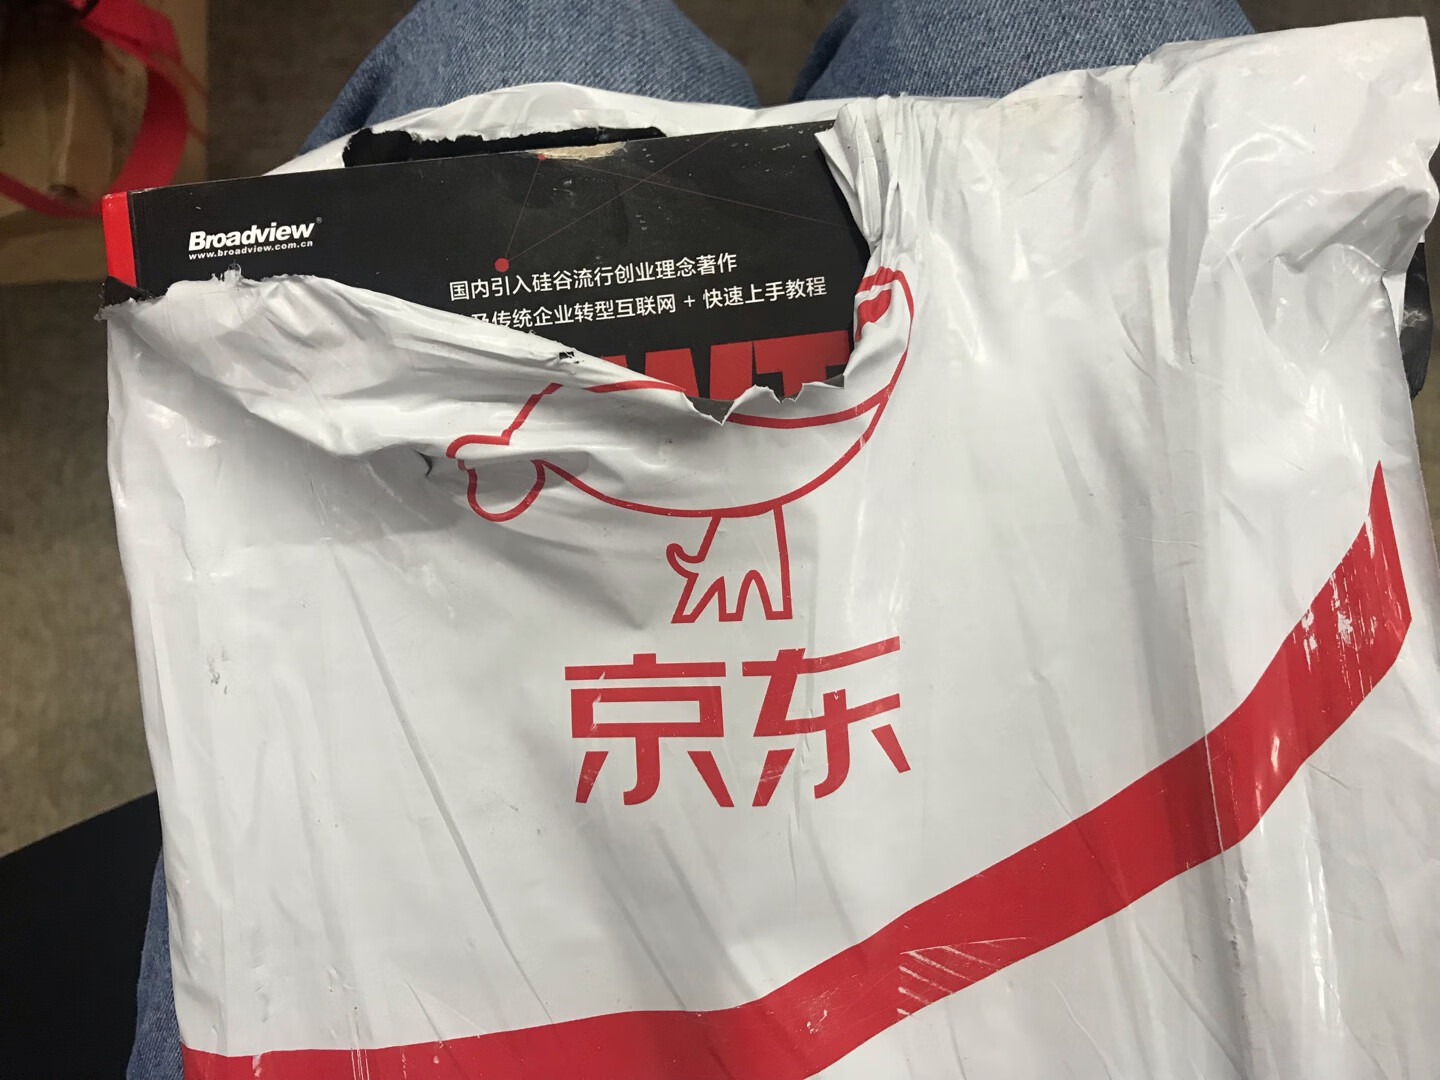 Broadview®
www.broadview.com.cn
国内引入硅谷流行创业理念著作
及传统企业转型互联网 + 快速上手教程
京东